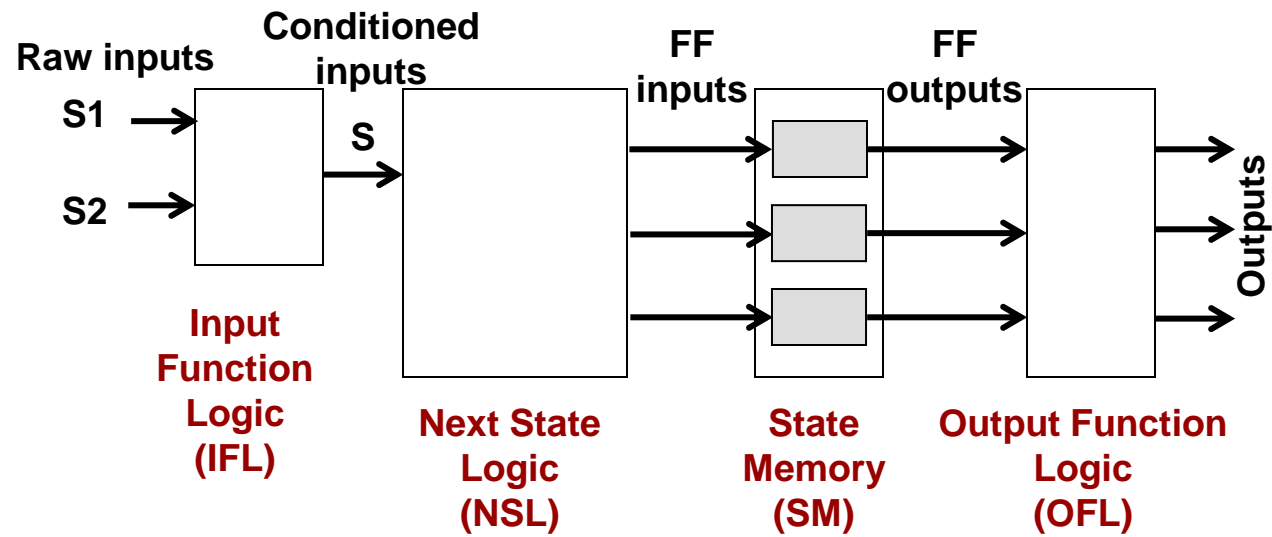 Raw inputs
S1
S2
Conditioned
inputs
S
FF
inputs
FF
outputs
Outputs
Input
Function
Logic
(IFL)
Next State
Logic
(NSL)
State
Memory
(SM)
Output Function
Logic
(OFL)